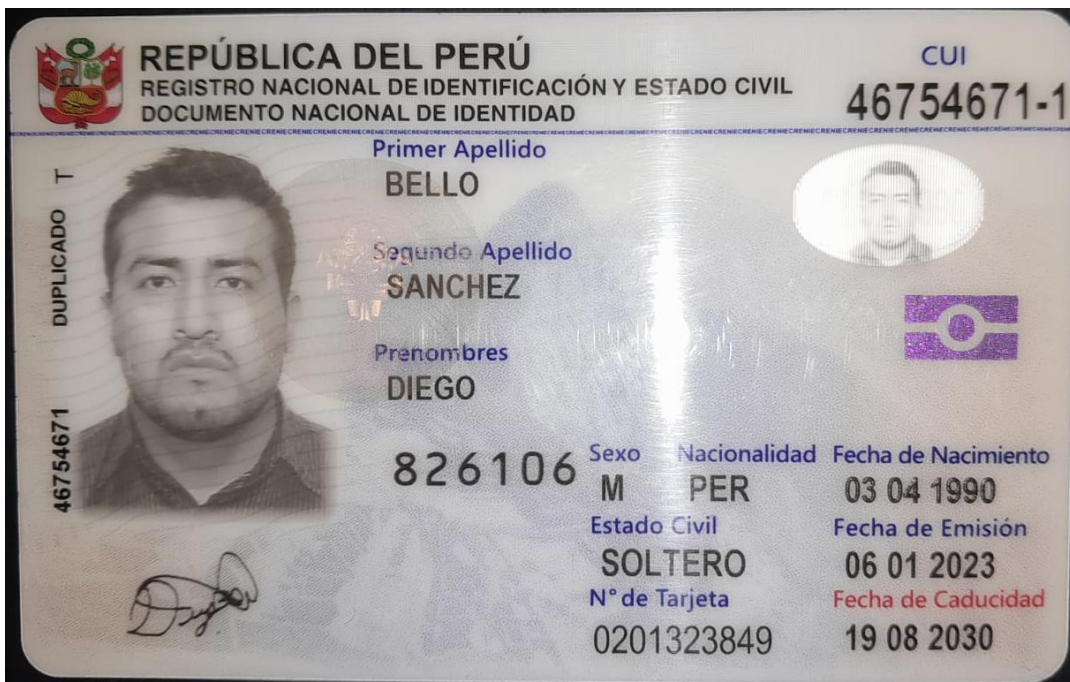 REPÚBLICA DEL PERÚ
REGISTRO NACIONAL DE IDENTIFICACIÓN Y ESTADO CIVIL
DOCUMENTO NACIONAL DE IDENTIDAD
CUI
46754671-1
Primer Apellido
BELLO
Segundo Apellido
SANCHEZ
Prenombres
DIEGO
DUPLICADO T
46754671
826106
Sexo Nacionalidad Fecha de Nacimiento
M PER 03 04 1990
Estado Civil Fecha de Emisión
SOLTERO 06 01 2023
N° de Tarjeta Fecha de Caducidad
0201323849 19 08 2030